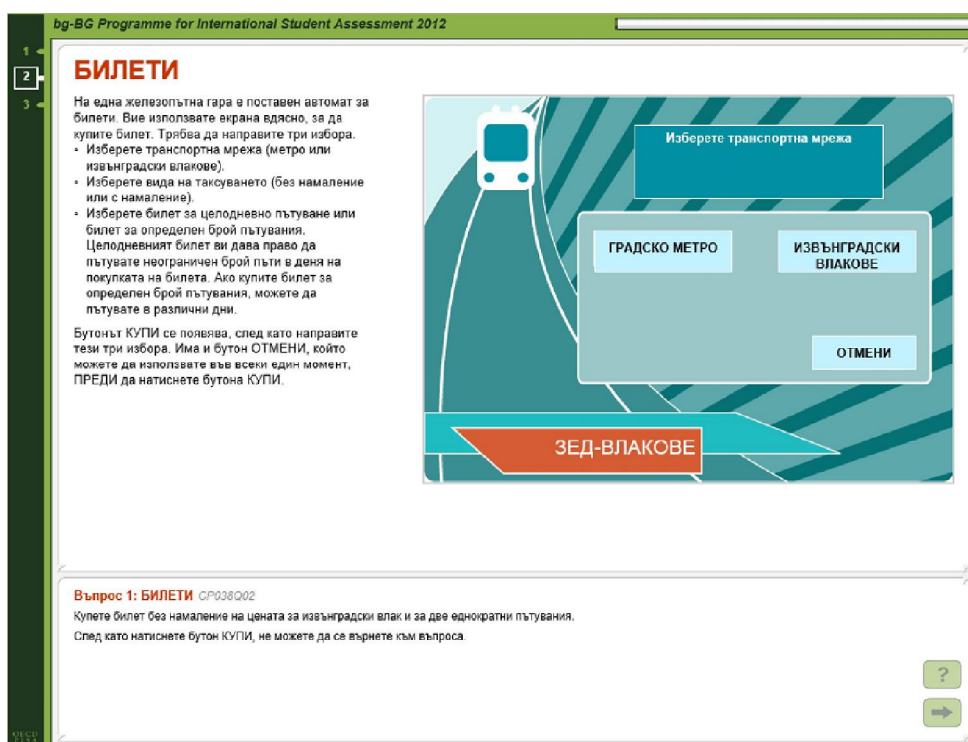 bg-BG Programme for International Student Assessment 2012
1
2
3
БИЛЕТИ
На една железопътна гара е поставен автомат за
билети. Вие използвате екрана вдясно, за да
купите билет. Трябва да направите три избора.
• Изберете транспортна мрежа (метро или
извънградски влакове).
• Изберете вида на таксуването (без намаление
или с намаление).
• Изберете билет за целодневно пътуване или
билет за определен брой пътувания.
Целодневният билет ви дава право да
пътувате неограничен брой пъти в деня на
покупката на билета. Ако купите билет за
определен брой пътувания, можете да
пътувате в различни дни.
Бутонът КУПИ се появява, след като направите
тези три избора. Има и бутон ОТМЕНИ, който
можете да използвате във всеки един момент,
ПРЕДИ да натиснете бутона КУПИ.
Изберете транспортна мрежа
ГРАДСКО МЕТРО
ИЗВЪНГРАДСКИ
ВЛАКОВЕ
ОТМЕНИ
ЗЕД-ВЛАКОВЕ
Въпрос 1: БИЛЕТИ CP038Q02
Купете билет без намаление на цената за извънградски влак и за две еднократни пътувания.
След като натиснете бутон КУПИ, не можете да се върнете към въпроса.
?
OECD